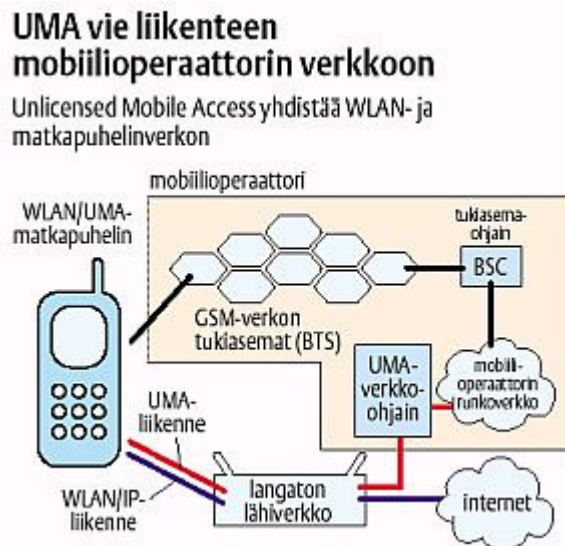 UMA vie liikenteen
mobiilioperaattorin verkkoon
Unlicensed Mobile Access yhdistää WLAN- ja
matkapuhelinverkon
mobiilioperaattori
WLAN/UMA-
matkapuhelin
tukiasema-
ohjain
BSC
GSM-verkon
tukiasemat (BTS)
UMA-
verkko-
ohjain
mobiili-
operaattorin
runkoverkko
UMA-
liikenne
WLAN/IP-
liikenne
langaton
lähiverkko
internet